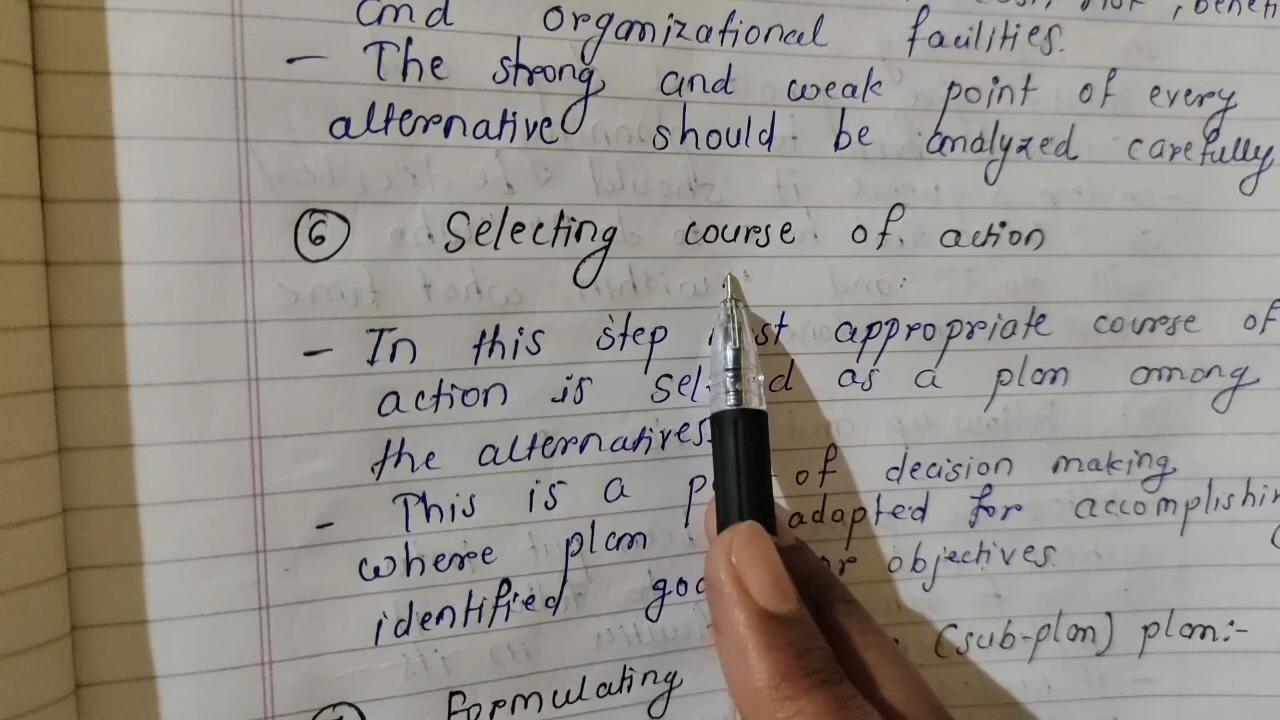 and organizational facilities.
- The strong and weak point of every
alternative should be analyzed carefully
⑥ Selecting course of action
- In this step appropriate course of
action is as a plan among
the alternatives.
- This is a of decision making
where plan adapted for accomplishin
identified objectives.
(sub-plan) plan:-
Formulating